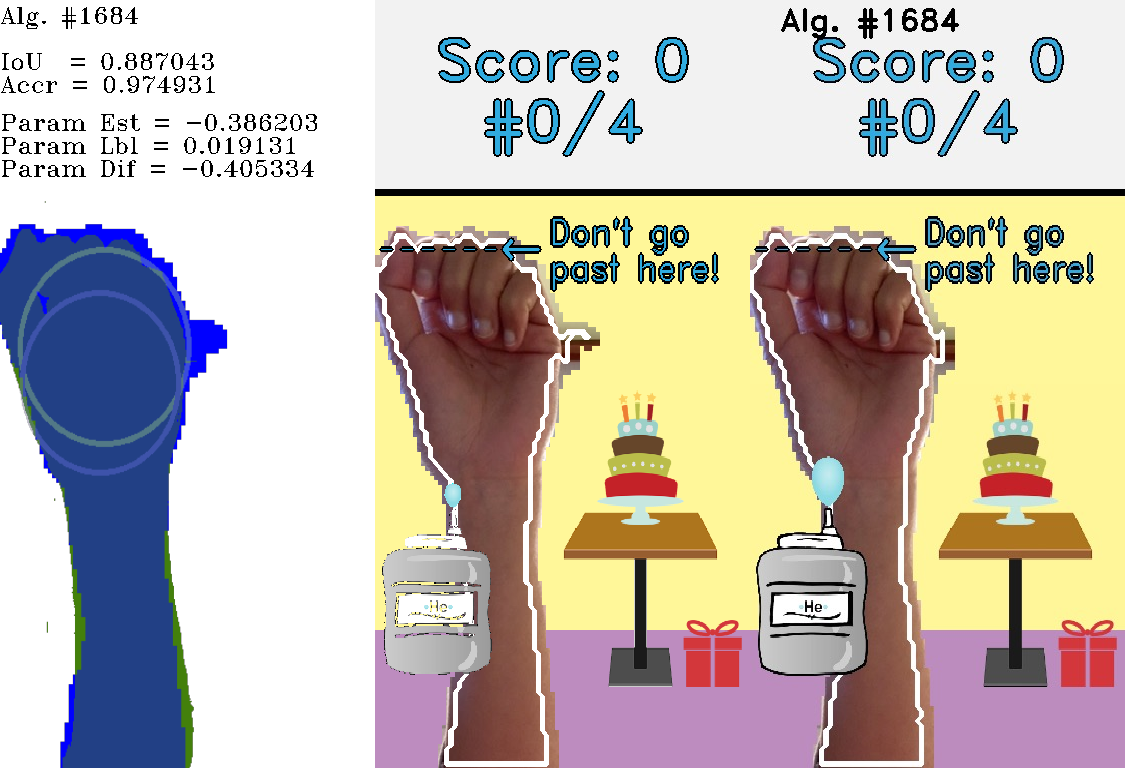 Alg. #1684
IoU = 0.887043
Accr = 0.974931
Param Est = -0.386203
Param Lbl = 0.019131
Param Dif = -0.405334
Score: 0
#0/4
Don't go
past here!
He
Alg. #1684
Score: 0
#0/4
Don't go
past here!
He